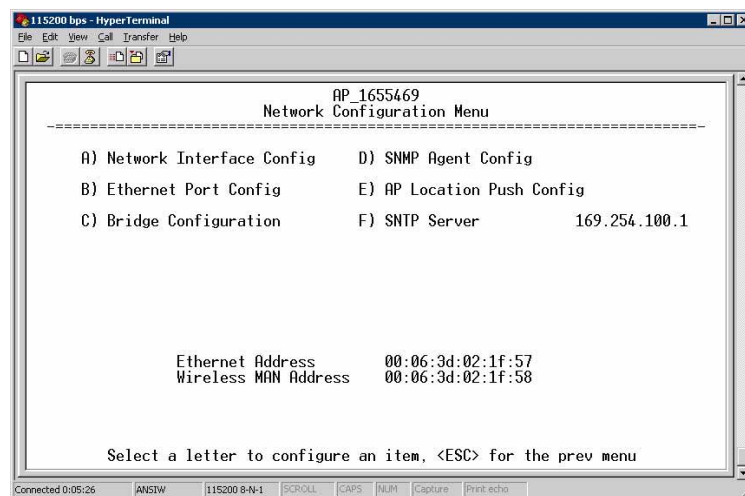 115200 bps - HyperTerminal
File Edit View Call Transfer Help
AP_1655469
Network Configuration Menu
-==========================================================================-
A) Network Interface Config D) SNMP Agent Config
B) Ethernet Port Config E) AP Location Push Config
C) Bridge Configuration F) SNTP Server 169.254.100.1
Ethernet Address 00:06:3d:02:1f:57
Wireless MAN Address 00:06:3d:02:1f:58
Select a letter to configure an item, <ESC> for the prev menu
Connected 0:05:26 ANSIW 115200 8-N-1 SCROLL CAPS NUM Capture Print echo